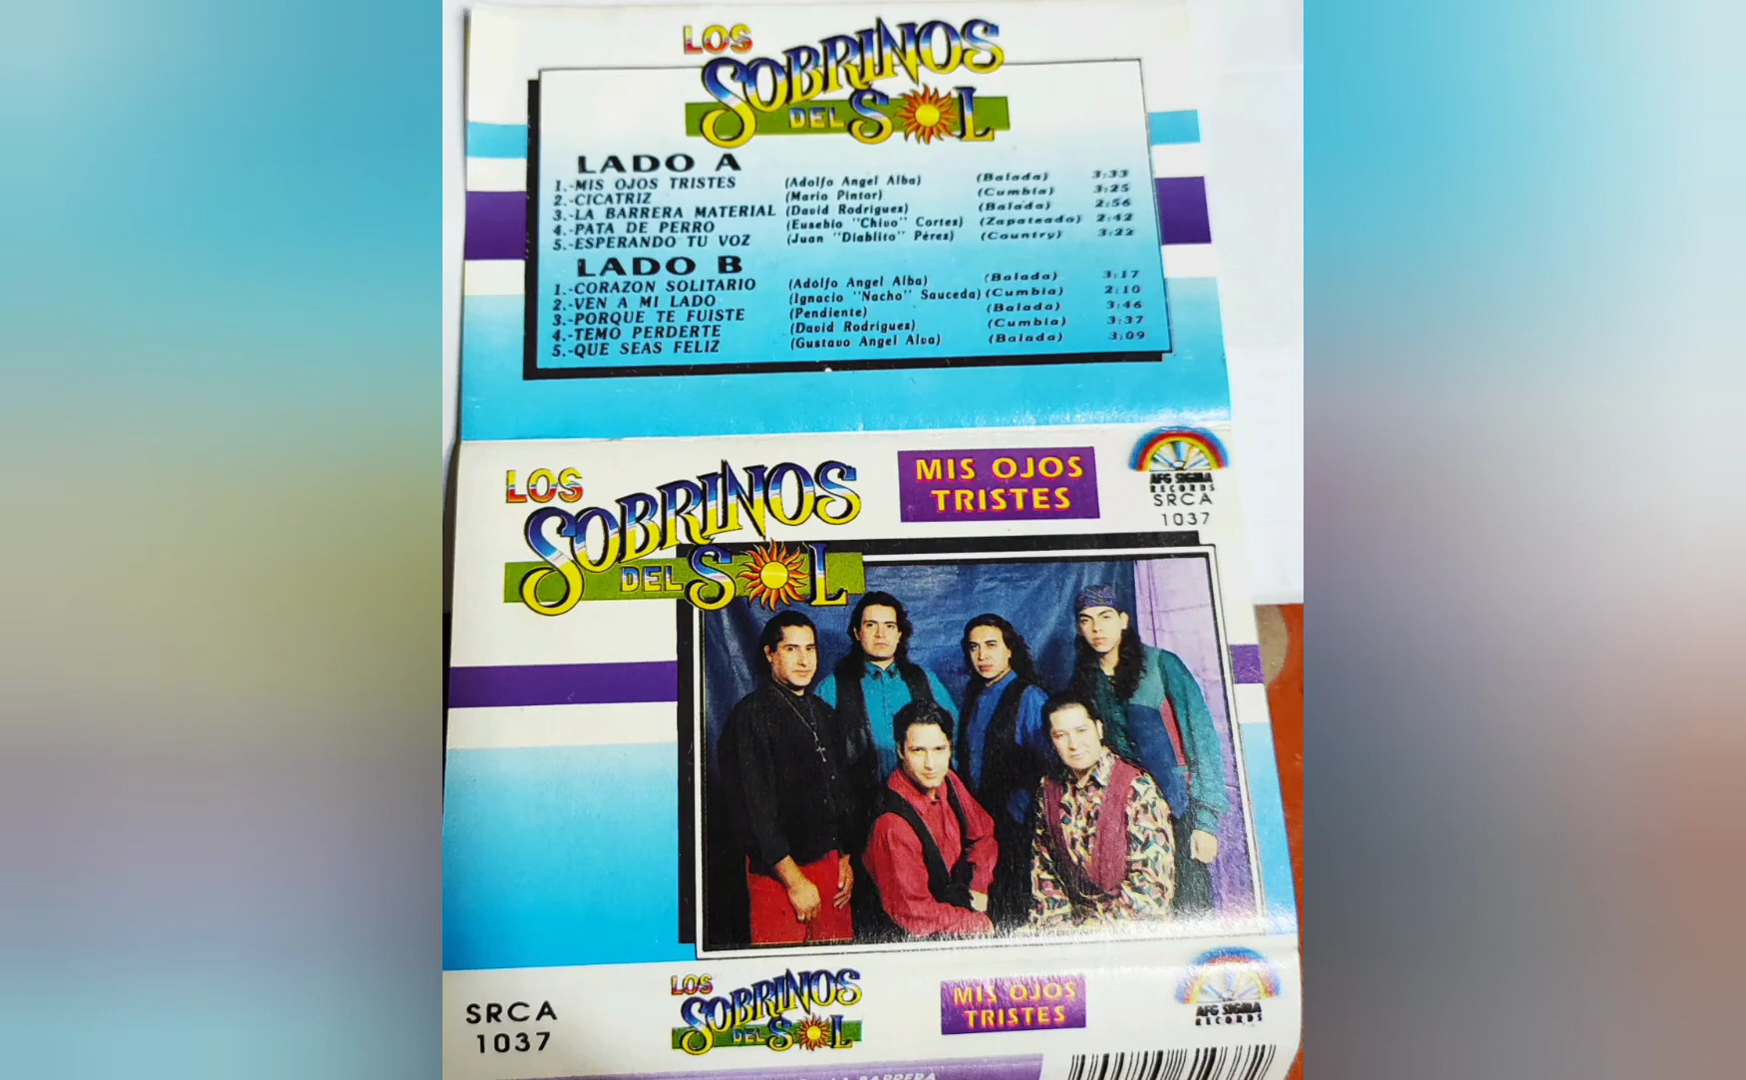 LOS
SOBRINOS
DEL SOL
LADO A
1.-MIS OJOS TRISTES (Adolfo Angel Alba) (Balada) 3:33
2.-CICATRIZ (Mario Pintor) (Cumbia) 3:25
3.-LA BARRERA MATERIAL (David Rodriguez) (Balada) 2:56
4.-PATA DE PERRO (Eusebio "Chivo" Cortez) (Zapateado) 2:42
5.-ESPERANDO TU VOZ (Juan "Diablito" Pérez) (Country) 3:22
LADO B
1.-CORAZON SOLITARIO (Adolfo Angel Alba) (Balada) 3:17
2.-VEN A MI LADO (Ignacio "Nacho" Sauceda) (Cumbia) 2:10
3.-PORQUE TE FUISTE (Pendiente) (Balada) 3:46
4.-TEMO PERDERTE (David Rodriguez) (Cumbia) 3:37
5.-QUE SEAS FELIZ (Gustavo Angel Alva) (Balada) 3:09
LOS
SOBRINOS
DEL SOL
MIS OJOS
TRISTES
AFG SIGMA
RECORDS
SRCA
1037
SRCA
1037
LOS
SOBRINOS
DEL SOL
MIS OJOS
TRISTES
AFG SIGMA
RECORDS
LA BARRERA